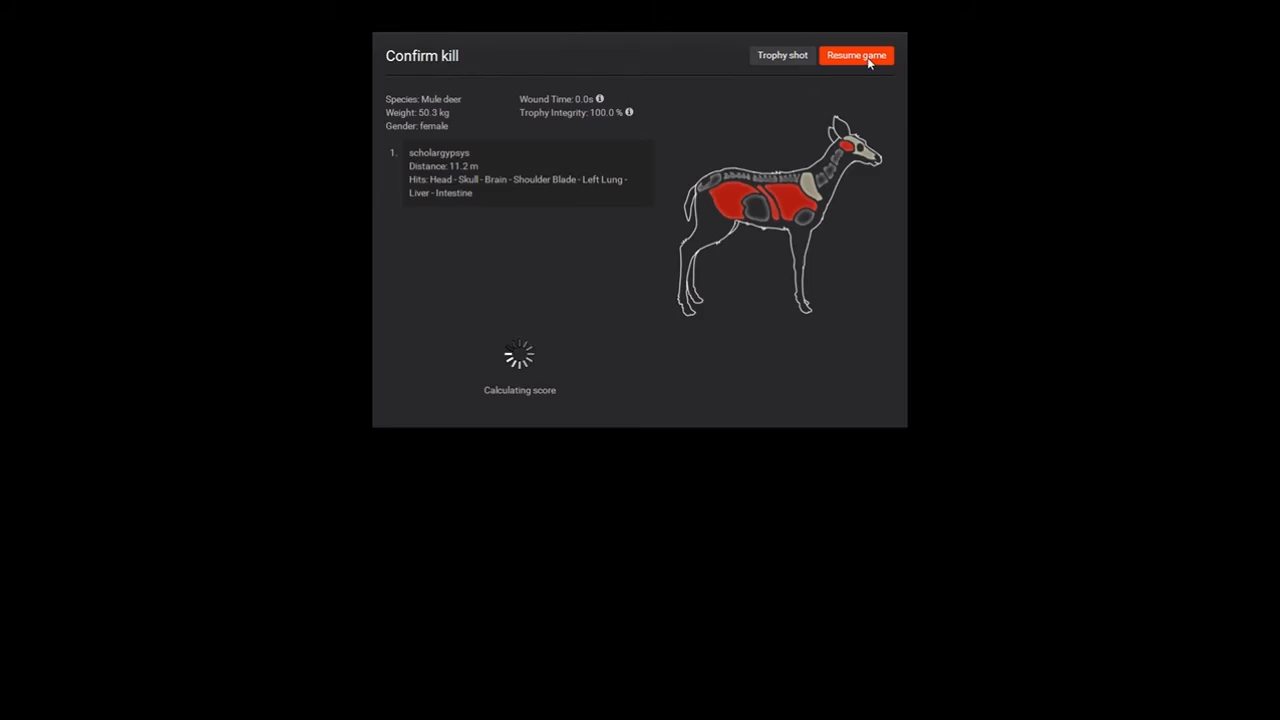 Confirm kill
Trophy shot
Resume game
Species: Mule deer
Weight: 50.3 kg
Gender: female
Wound Time: 0.0s
Trophy Integrity: 100.0 %
1.
scholargypsys
Distance: 11.2 m
Hits: Head - Skull - Brain - Shoulder Blade - Left Lung -
Liver - Intestine
Calculating score